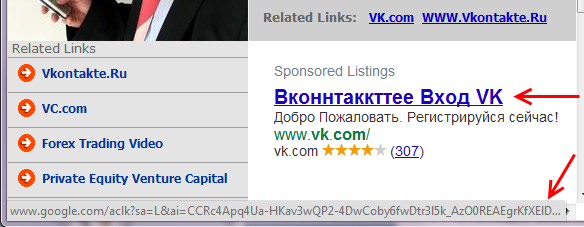 Related Links: VK.com WWW.Vkontakte.Ru
Related Links
Vkontakte.Ru
VC.com
Forex Trading Video
Private Equity Venture Capital
Sponsored Listings
Вконнтаккттее Вход VK
Добро Пожаловать. Регистрируйся сейчас!
www.vk.com/
vk.com (307)
www.google.com/aclk?sa=L&ai=CCRc4Apq4Ua-HKav3wQP2-4DwCoby6fwDtr3l5k_AzO0REAEgrKfXEID...